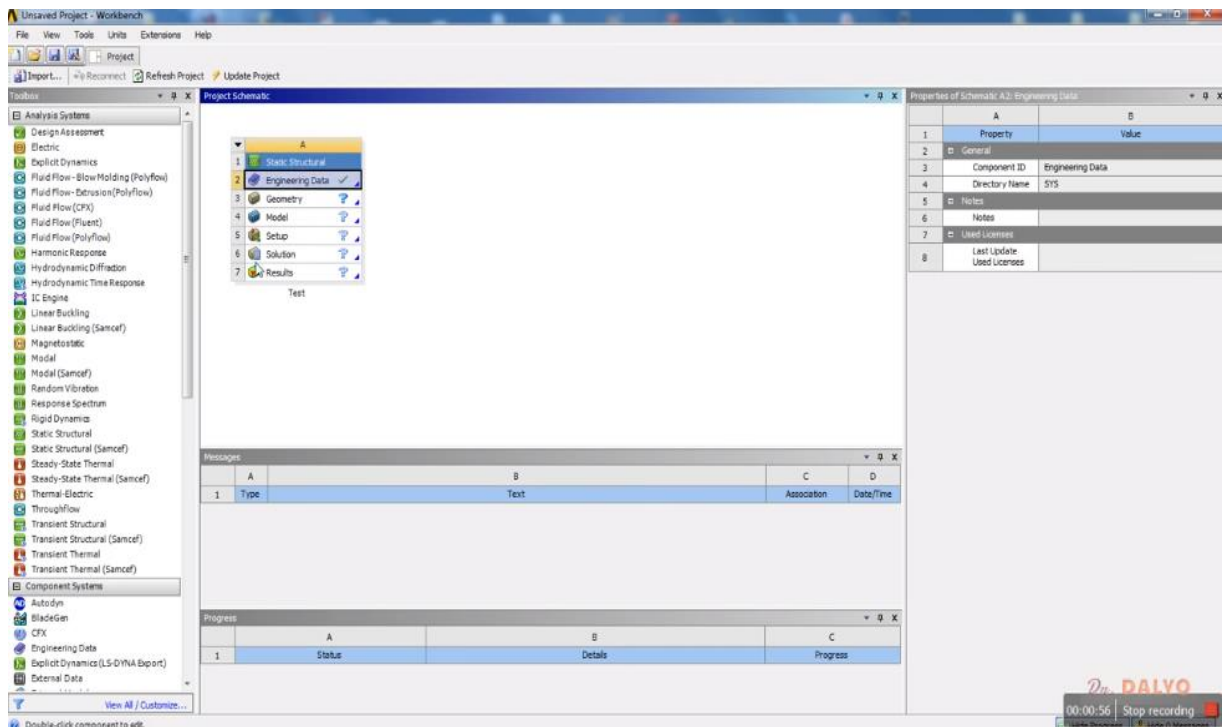 Unsaved Project - Workbench
File View Tools Units Extensions Help
Project
Import... Reconnect Refresh Project Update Project
Toolbox
Analysis Systems
Design Assessment
Electric
Explicit Dynamics
Fluid Flow - Blow Molding (Polyflow)
Fluid Flow - Extrusion (Polyflow)
Fluid Flow (CFX)
Fluid Flow (Fluent)
Fluid Flow (Polyflow)
Harmonic Response
Hydrodynamic Diffraction
Hydrodynamic Time Response
IC Engine
Linear Buckling
Linear Buckling (Samcef)
Magnetostatic
Modal
Modal (Samcef)
Random Vibration
Response Spectrum
Rigid Dynamics
Static Structural
Static Structural (Samcef)
Steady-State Thermal
Steady-State Thermal (Samcef)
Thermal-Electric
Throughflow
Transient Structural
Transient Structural (Samcef)
Transient Thermal
Transient Thermal (Samcef)
Component Systems
Autodyn
BladeGen
CFX
Engineering Data
Explicit Dynamics (LS-DYNA Export)
External Data
View All / Customize...
Double-click component to edit.
Project Schematic
A
1 Static Structural
2 Engineering Data
3 Geometry ?
4 Model ?
5 Setup ?
6 Solution ?
7 Results ?
Test
Messages
A B C D
1 Type Text Association Date/Time
Progress
A B C
1 Status Details Progress
Properties of Schematic A2: Engineering Data
A B
1 Property Value
2 General
3 Component ID Engineering Data
4 Directory Name SYS
5 Notes
6 Notes
7 Used Licenses
8 Last Update
Used Licenses
Dr. DALYO
00:00:56 Stop recording
Hide Progress Hide 0 Messages